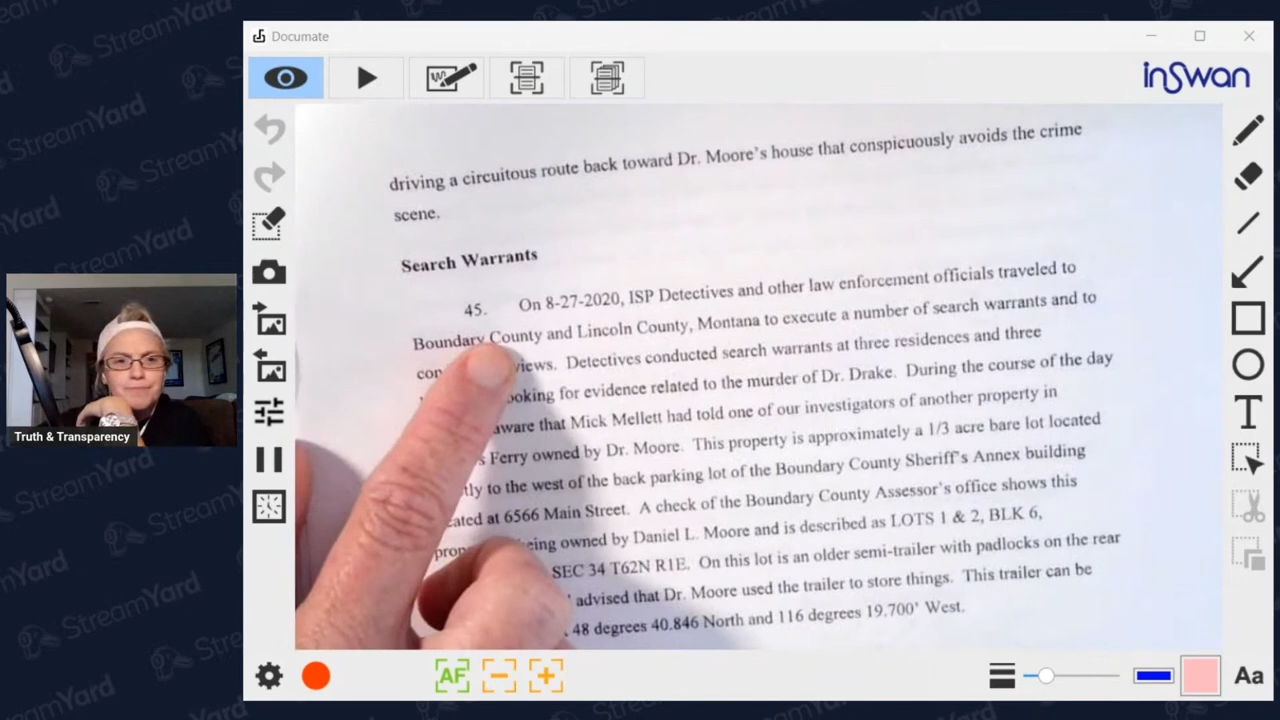 StreamYard
Documate
inSwan
driving a circuitous route back toward Dr. Moore's house that conspicuously avoids the crime
scene.
Search Warrants
45. On 8-27-2020, ISP Detectives and other law enforcement officials traveled to
Boundary County and Lincoln County, Montana to execute a number of search warrants and to
con views. Detectives conducted search warrants at three residences and three
ooking for evidence related to the murder of Dr. Drake. During the course of the day
aware that Mick Mellett had told one of our investigators of another property in
s Ferry owned by Dr. Moore. This property is approximately a 1/3 acre bare lot located
tly to the west of the back parking lot of the Boundary County Sheriff's Annex building
cated at 6566 Main Street. A check of the Boundary County Assessor's office shows this
prop eing owned by Daniel L. Moore and is described as LOTS 1 & 2, BLK 6,
SEC 34 T62N R1E. On this lot is an older semi-trailer with padlocks on the rear
advised that Dr. Moore used the trailer to store things. This trailer can be
48 degrees 40.846 North and 116 degrees 19.700' West.
Truth & Transparency
AF
T
Aa